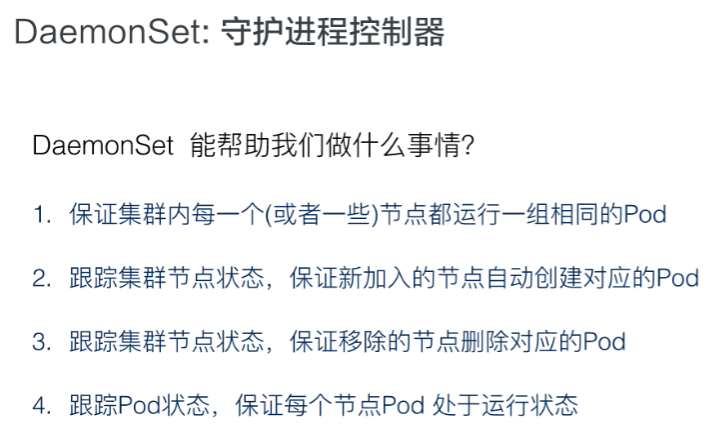 DaemonSet: 守护进程控制器
DaemonSet 能帮助我们做什么事情?
1. 保证集群内每一个(或者一些)节点都运行一组相同的Pod
2. 跟踪集群节点状态，保证新加入的节点自动创建对应的Pod
3. 跟踪集群节点状态，保证移除的节点删除对应的Pod
4. 跟踪Pod状态，保证每个节点Pod 处于运行状态